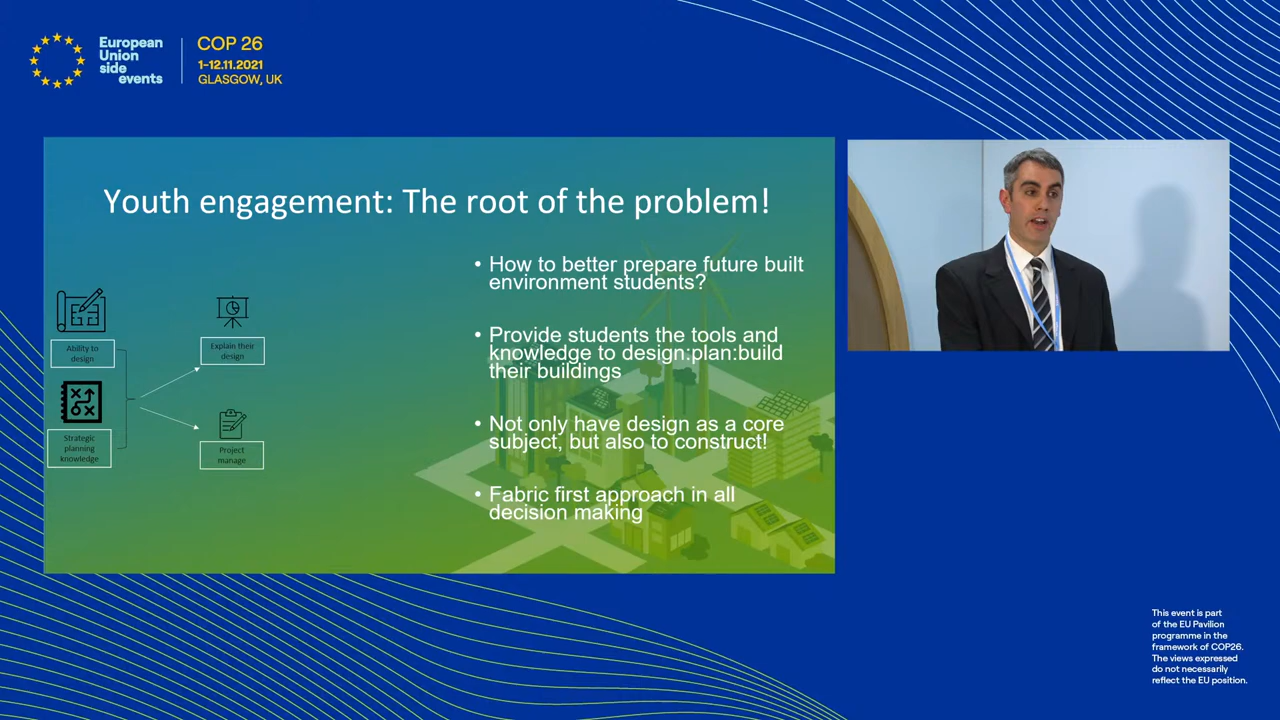 European
Union
side
events
COP 26
1-12.11.2021
GLASGOW, UK
Youth engagement: The root of the problem!
• How to better prepare future built
environment students?
• Provide students the tools and
knowledge to design:plan:build
their buildings
• Not only have design as a core
subject, but also to construct!
• Fabric first approach in all
decision making
Ability to
design
Explain their
design
Strategic
planning
knowledge
Project
manage
This event is part
of the EU Pavilion
programme in the
framework of COP26.
The views expressed
do not necessarily
reflect the EU position.